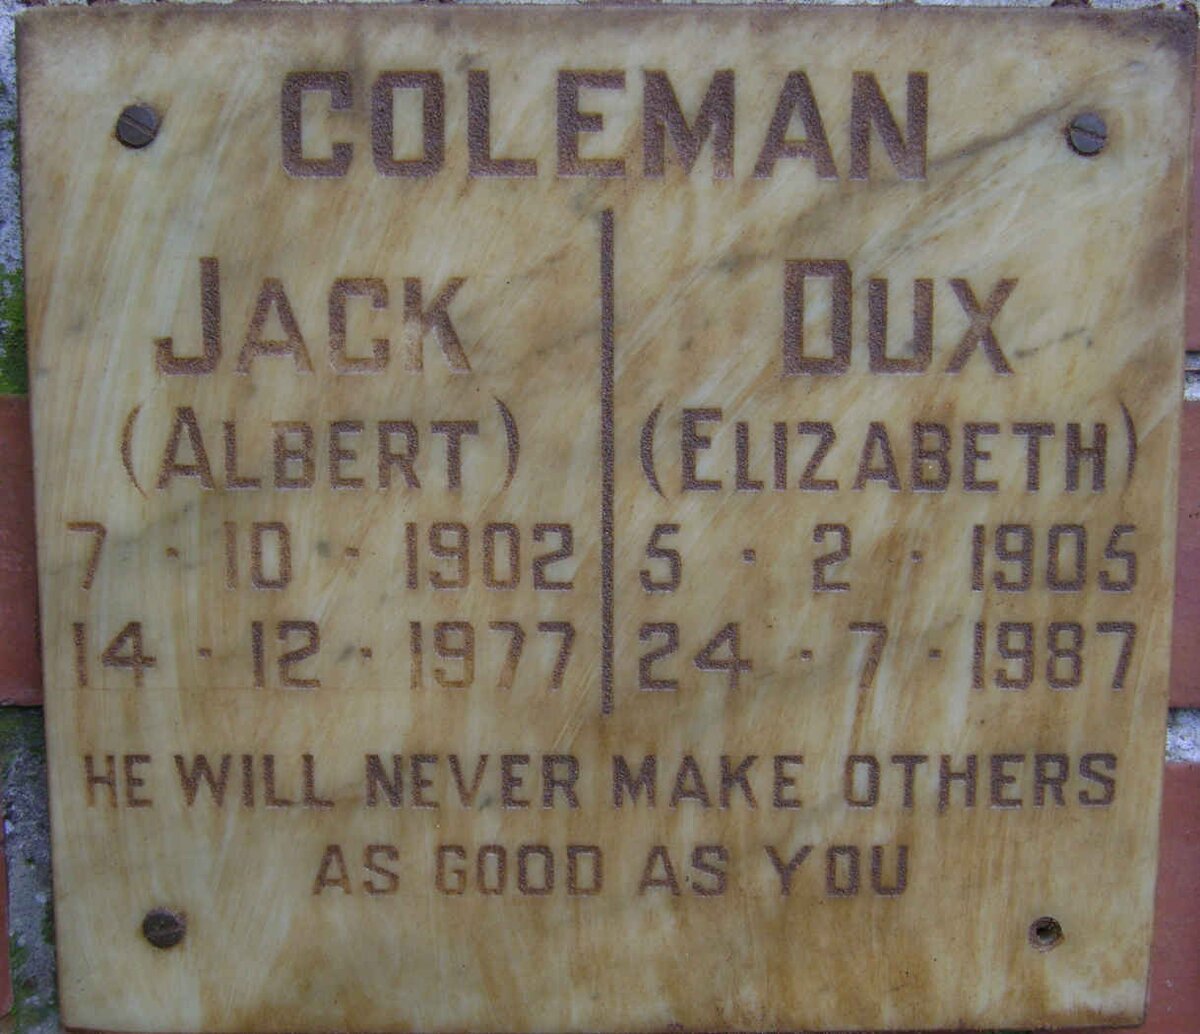 COLEMAN
JACK
(ALBERT)
7 · 10 · 1902
14 · 12 · 1977
DUX
(ELIZABETH)
5 · 2 · 1905
24 · 7 · 1987
HE WILL NEVER MAKE OTHERS
AS GOOD AS YOU